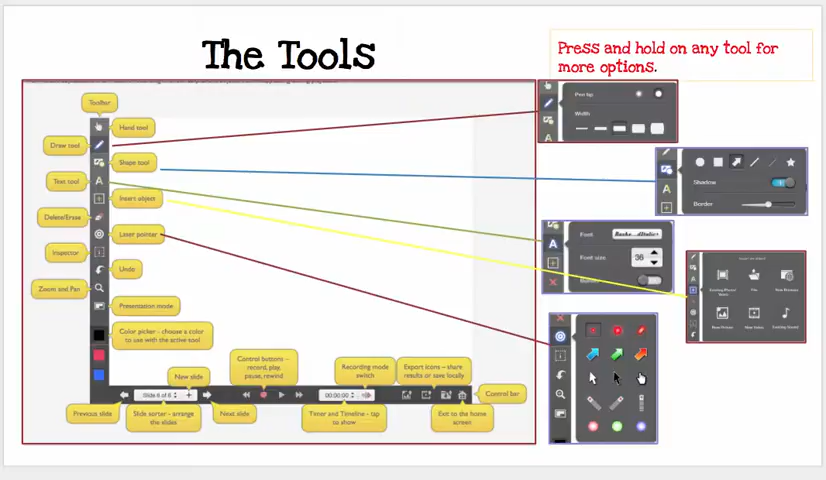 The Tools
Press and hold on any tool for
more options.
Toolbar
Hand tool
Draw tool
Shape tool
Text tool
Insert object
Delete/Erase
Laser pointer
Inspector
Undo
Zoom and Pan
Presentation mode
Color picker - choose a color
to use with the active tool
New slide
Control buttons –
record, play,
pause, rewind
Recording mode
switch
Export icons – share
results or save locally
Slide 6 of 8
00:00:00
Control bar
Previous slide
Slide sorter - arrange
the slides
Next slide
Timer and Timeline - tap
to show
Exit to the home
screen
Pen tip
Width
Shadow
Border
A
Font
Font size
36
File
New Video